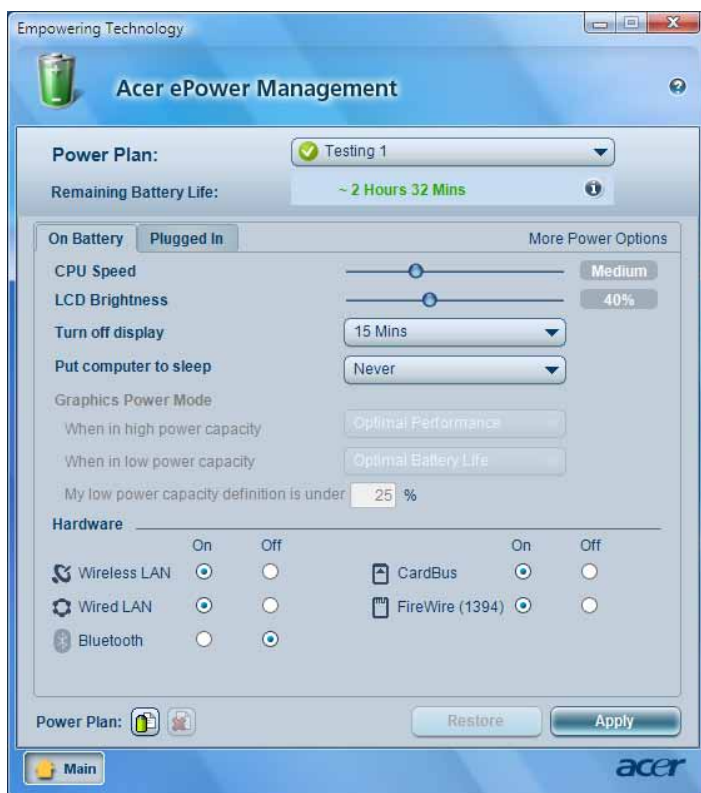 Empowering Technology
Acer ePower Management
Power Plan: Testing 1
Remaining Battery Life: ~ 2 Hours 32 Mins
On Battery Plugged In More Power Options
CPU Speed Medium
LCD Brightness 40%
Turn off display 15 Mins
Put computer to sleep Never
Graphics Power Mode
When in high power capacity Optimal Performance
When in low power capacity Optimal Battery Life
My low power capacity definition is under 25 %
Hardware
On Off On Off
Wireless LAN CardBus
Wired LAN FireWire (1394)
Bluetooth
Power Plan: Restore Apply
Main acer